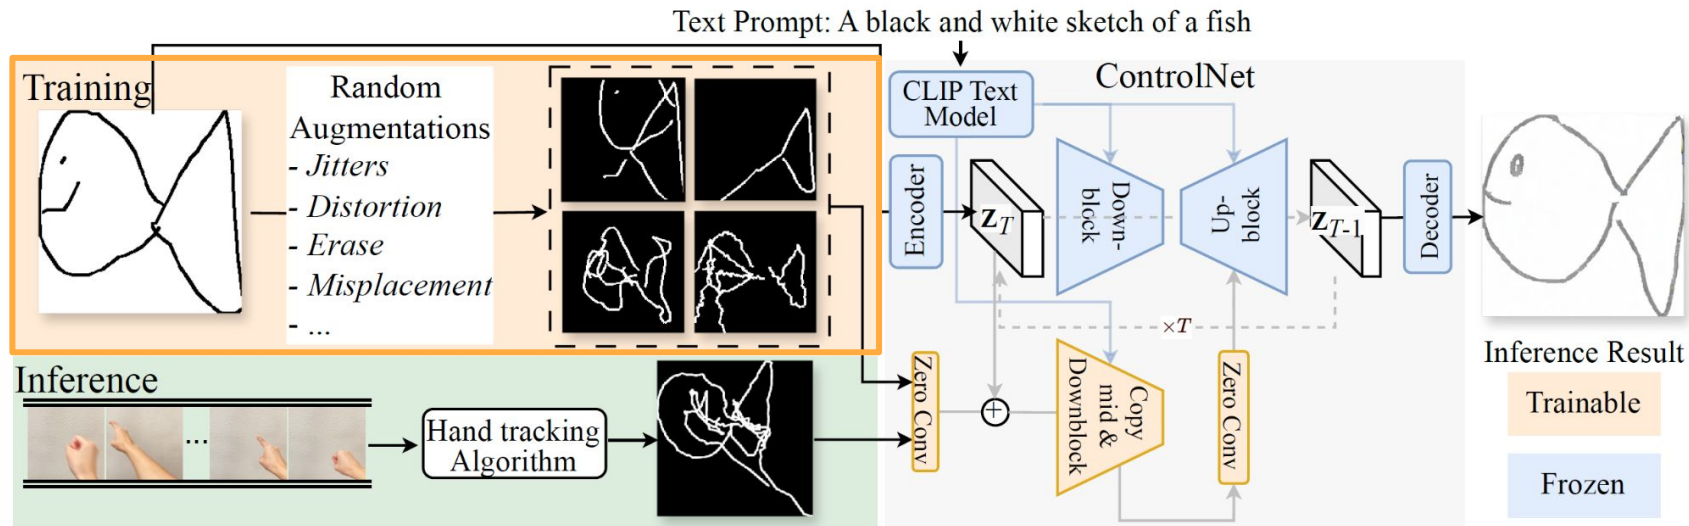 Text Prompt: A black and white sketch of a fish
Training
Random
Augmentations
- Jitters
- Distortion
- Erase
- Misplacement
- ...
CLIP Text
Model
ControlNet
Encoder
Z_T
Down-
block
Up-
block
Z_{T-1}
Decoder
×T
Inference
...
Hand tracking
Algorithm
Zero Conv
+
Copy
mid &
Downblock
Zero Conv
Inference Result
Trainable
Frozen